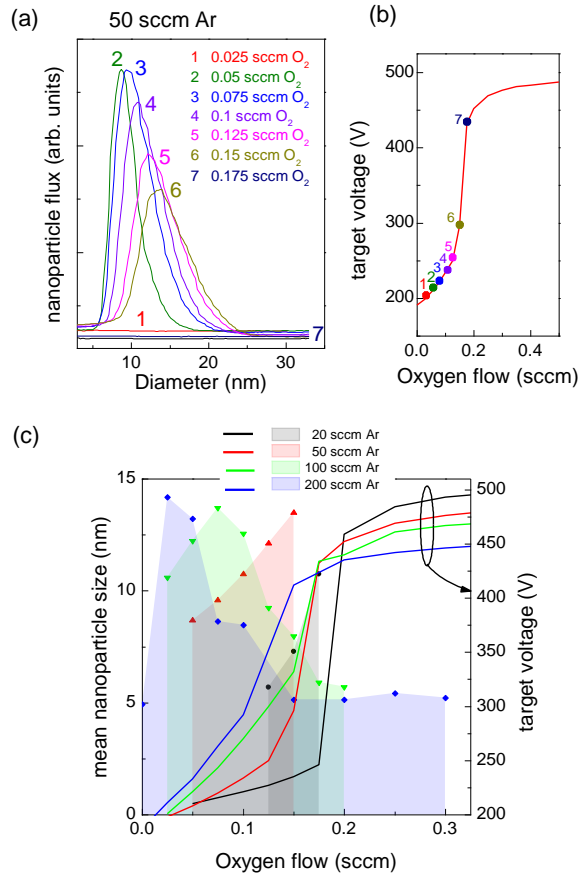 (a)
50 sccm Ar
nanoparticle flux (arb. units)
2
3
4
5
6
1
7
1 0.025 sccm O2
2 0.05 sccm O2
3 0.075 sccm O2
4 0.1 sccm O2
5 0.125 sccm O2
6 0.15 sccm O2
7 0.175 sccm O2
10 20 30
Diameter (nm)
(b)
target voltage (V)
500
400
300
200
7
6
5
4
3
2
1
0.0 0.2 0.4
Oxygen flow (sccm)
(c)
20 sccm Ar
50 sccm Ar
100 sccm Ar
200 sccm Ar
mean nanoparticle size (nm)
15
10
5
0
500
450
400
350
300
250
200
target voltage (V)
0.0 0.1 0.2 0.3
Oxygen flow (sccm)